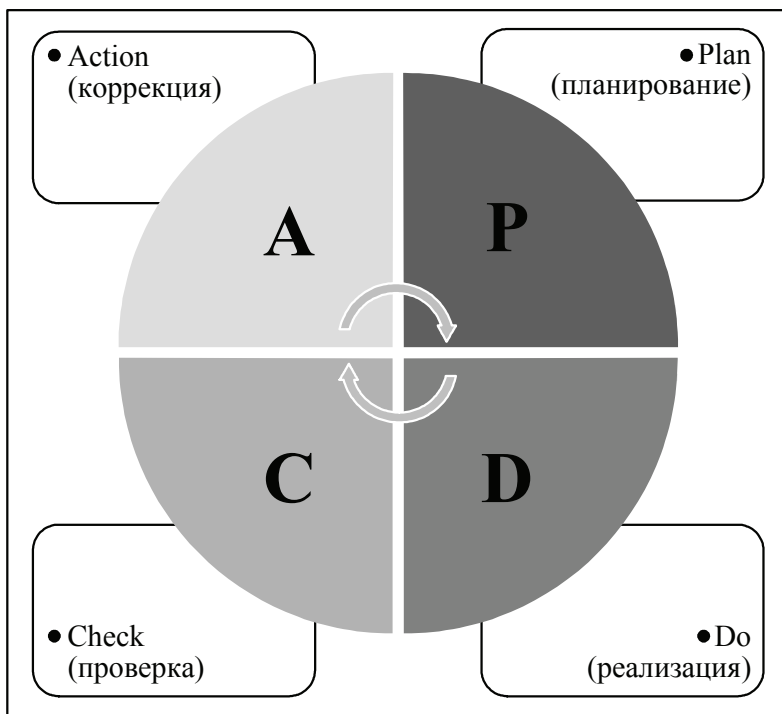 • Action
(коррекция)
• Plan
(планирование)
A
P
C
D
• Check
(проверка)
• Do
(реализация)